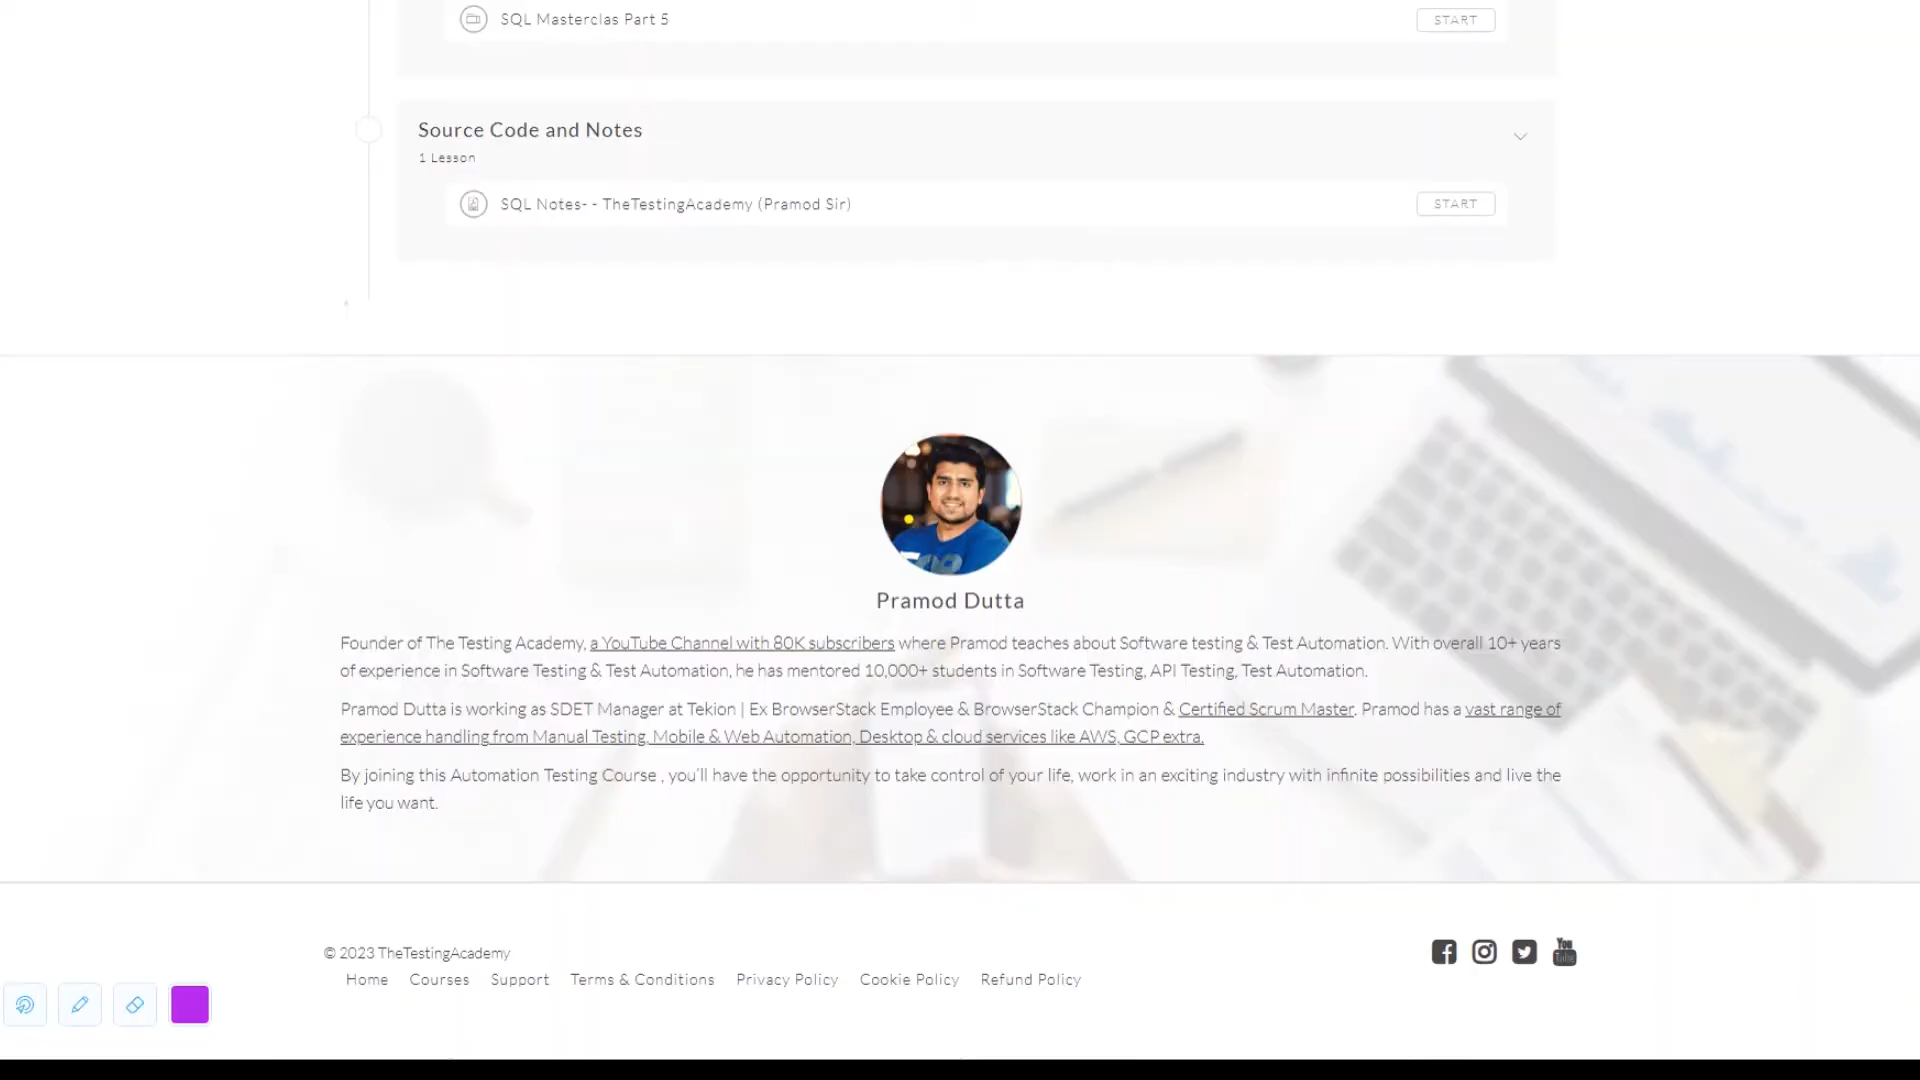 SQL Masterclas Part 5
START
Source Code and Notes
1 Lesson
SQL Notes- - TheTestingAcademy (Pramod Sir)
START
Pramod Dutta
Founder of The Testing Academy, a YouTube Channel with 80K subscribers where Pramod teaches about Software testing & Test Automation. With overall 10+ years
of experience in Software Testing & Test Automation, he has mentored 10,000+ students in Software Testing, API Testing, Test Automation.
Pramod Dutta is working as SDET Manager at Tekion | Ex BrowserStack Employee & BrowserStack Champion & Certified Scrum Master. Pramod has a vast range of
experience handling from Manual Testing, Mobile & Web Automation, Desktop & cloud services like AWS, GCP extra.
By joining this Automation Testing Course , you'll have the opportunity to take control of your life, work in an exciting industry with infinite possibilities and live the
life you want.
© 2023 TheTestingAcademy
Home Courses Support Terms & Conditions Privacy Policy Cookie Policy Refund Policy
You
Tube